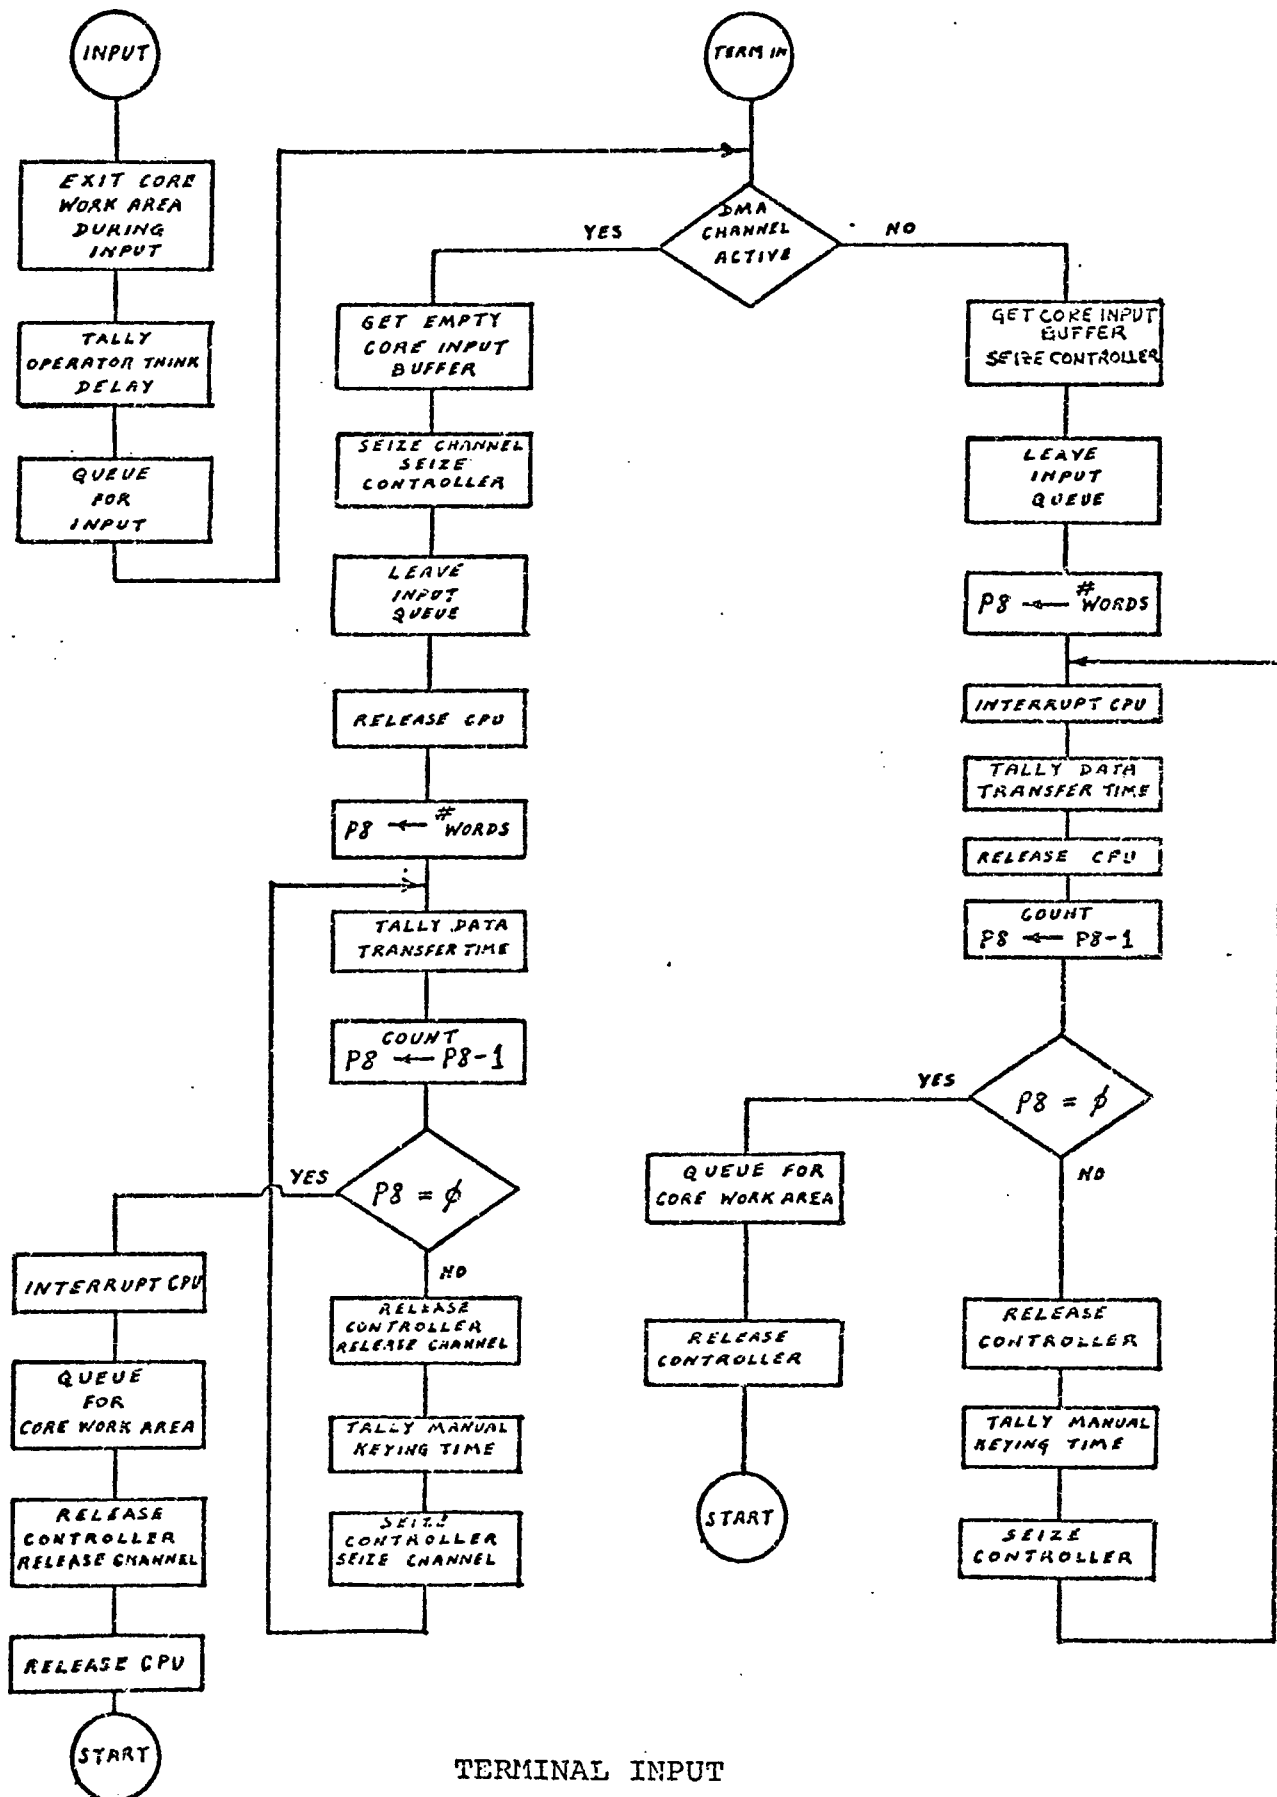 INPUT
EXIT CORE
WORK AREA
DURING
INPUT
TALLY
OPERATOR THINK
DELAY
QUEUE
FOR
INPUT
TERM IN
DMA
CHANNEL
ACTIVE
YES
NO
GET EMPTY
CORE INPUT
BUFFER
SEIZE CHANNEL
SEIZE
CONTROLLER
LEAVE
INPUT
QUEUE
RELEASE CPU
P8 ← # WORDS
TALLY DATA
TRANSFER TIME
COUNT
P8 ← P8-1
P8 = ϕ
YES
NO
INTERRUPT CPU
QUEUE
FOR
CORE WORK AREA
RELEASE
CONTROLLER
RELEASE CHANNEL
RELEASE CPU
START
RELEASE
CONTROLLER
RELEASE CHANNEL
TALLY MANUAL
KEYING TIME
SEIZE
CONTROLLER
SEIZE CHANNEL
GET CORE INPUT
BUFFER
SEIZE CONTROLLER
LEAVE
INPUT
QUEUE
P8 ← # WORDS
INTERRUPT CPU
TALLY DATA
TRANSFER TIME
RELEASE CPU
COUNT
P8 ← P8-1
P8 = ϕ
YES
NO
QUEUE FOR
CORE WORK AREA
RELEASE
CONTROLLER
START
RELEASE
CONTROLLER
TALLY MANUAL
KEYING TIME
SEIZE
CONTROLLER
TERMINAL INPUT